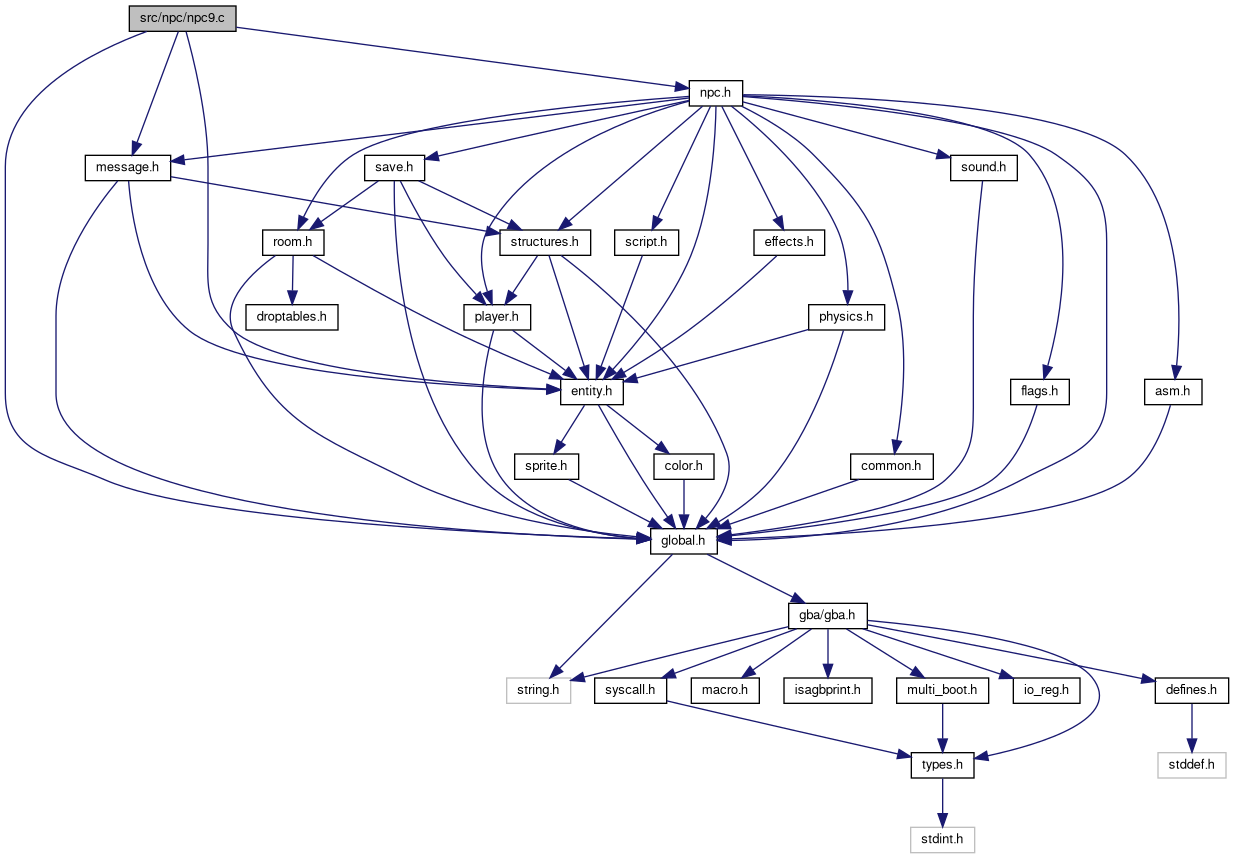 src/npc/npc9.c
npc.h
message.h
save.h
sound.h
room.h
structures.h
script.h
effects.h
droptables.h
player.h
physics.h
entity.h
flags.h
asm.h
sprite.h
color.h
common.h
global.h
gba/gba.h
string.h
syscall.h
macro.h
isagbprint.h
multi_boot.h
io_reg.h
defines.h
types.h
stddef.h
stdint.h